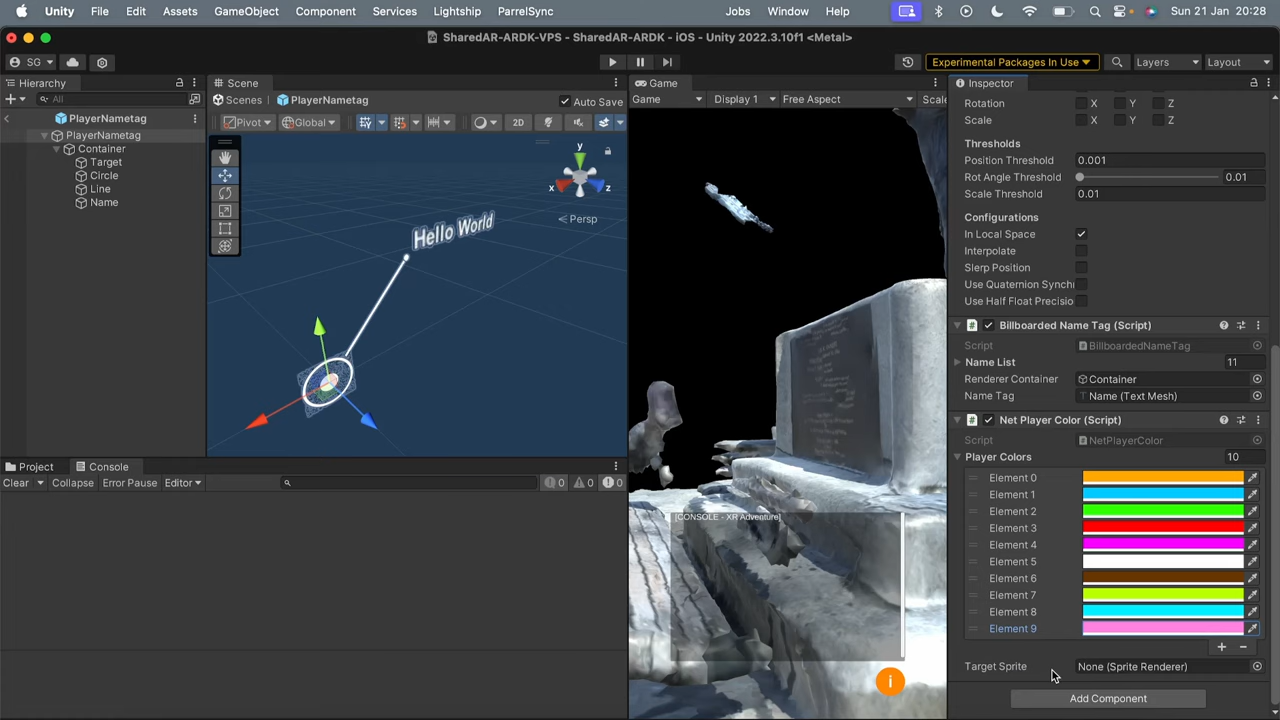 Unity File Edit Assets GameObject Component Services Lightship ParrelSync Jobs Window Help Sun 21 Jan 20:28
SharedAR-ARDK-VPS - SharedAR-ARDK - iOS - Unity 2022.3.10f1 <Metal>
SG Experimental Packages In Use Layers Layout
Hierarchy
All
PlayerNametag
PlayerNametag
Container
Target
Circle
Line
Name
Scene
Scenes PlayerNametag Auto Save
Pivot Global 2D
y
x z
Persp
Hello World
Game
Game Display 1 Free Aspect Scale
[CONSOLE - XR Adventure]
i
Project Console
Clear Collapse Error Pause Editor 0 0 0
Inspector
Rotation X Y Z
Scale X Y Z
Thresholds
Position Threshold 0.001
Rot Angle Threshold 0.01
Scale Threshold 0.01
Configurations
In Local Space
Interpolate
Slerp Position
Use Quaternion Synchr
Use Half Float Precisio
Billboarded Name Tag (Script)
Script BillboardedNameTag
Name List 11
Renderer Container Container
Name Tag Name (Text Mesh)
Net Player Color (Script)
Script NetPlayerColor
Player Colors 10
Element 0
Element 1
Element 2
Element 3
Element 4
Element 5
Element 6
Element 7
Element 8
Element 9
Target Sprite None (Sprite Renderer)
Add Component